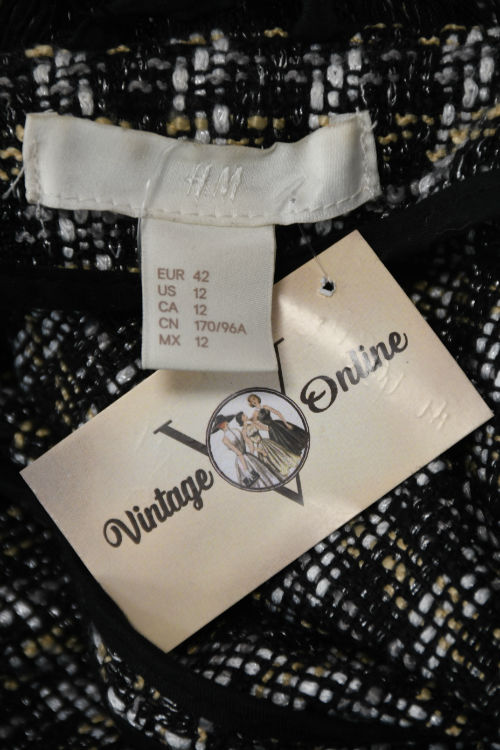 H&M
EUR 42
US 12
CA 12
CN 170/96A
MX 12
V
Vintage Online